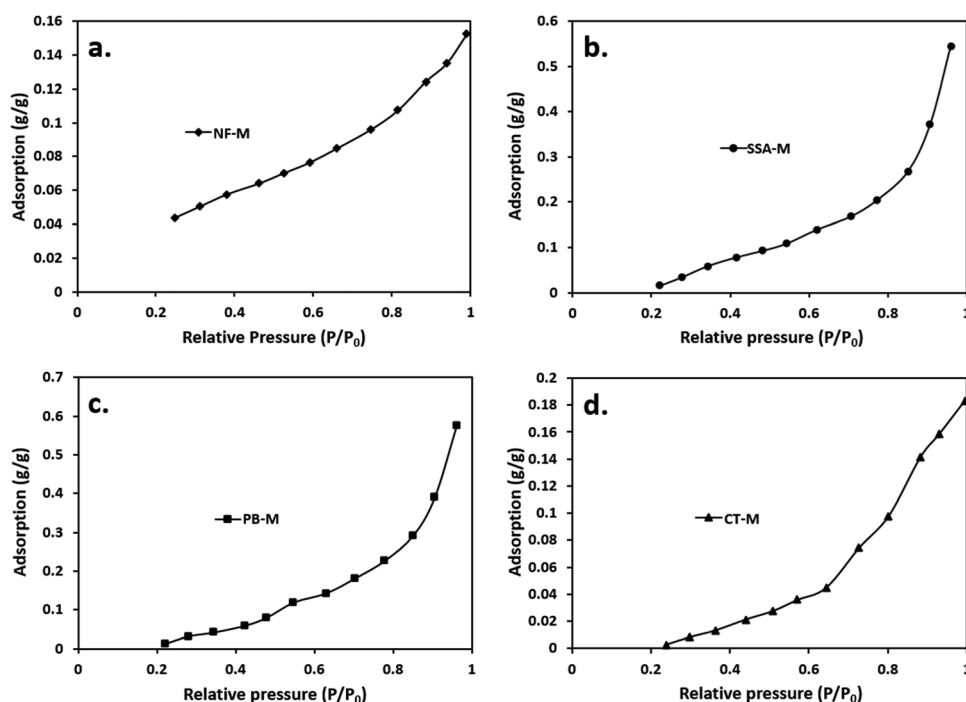 a.
Adsorption (g/g)
0.16
0.14
0.12
0.1
0.08
0.06
0.04
0.02
0
NF-M
0 0.2 0.4 0.6 0.8 1
Relative Pressure (P/P₀)
b.
Adsorption (g/g)
0.6
0.5
0.4
0.3
0.2
0.1
0
SSA-M
0 0.2 0.4 0.6 0.8 1
Relative pressure (P/P₀)
c.
Adsorption (g/g)
0.7
0.6
0.5
0.4
0.3
0.2
0.1
0
PB-M
0 0.2 0.4 0.6 0.8 1
Relative pressure (P/P₀)
d.
Adsorption (g/g)
0.2
0.18
0.16
0.14
0.12
0.1
0.08
0.06
0.04
0.02
0
CT-M
0 0.2 0.4 0.6 0.8 1
Relative pressure (P/P₀)